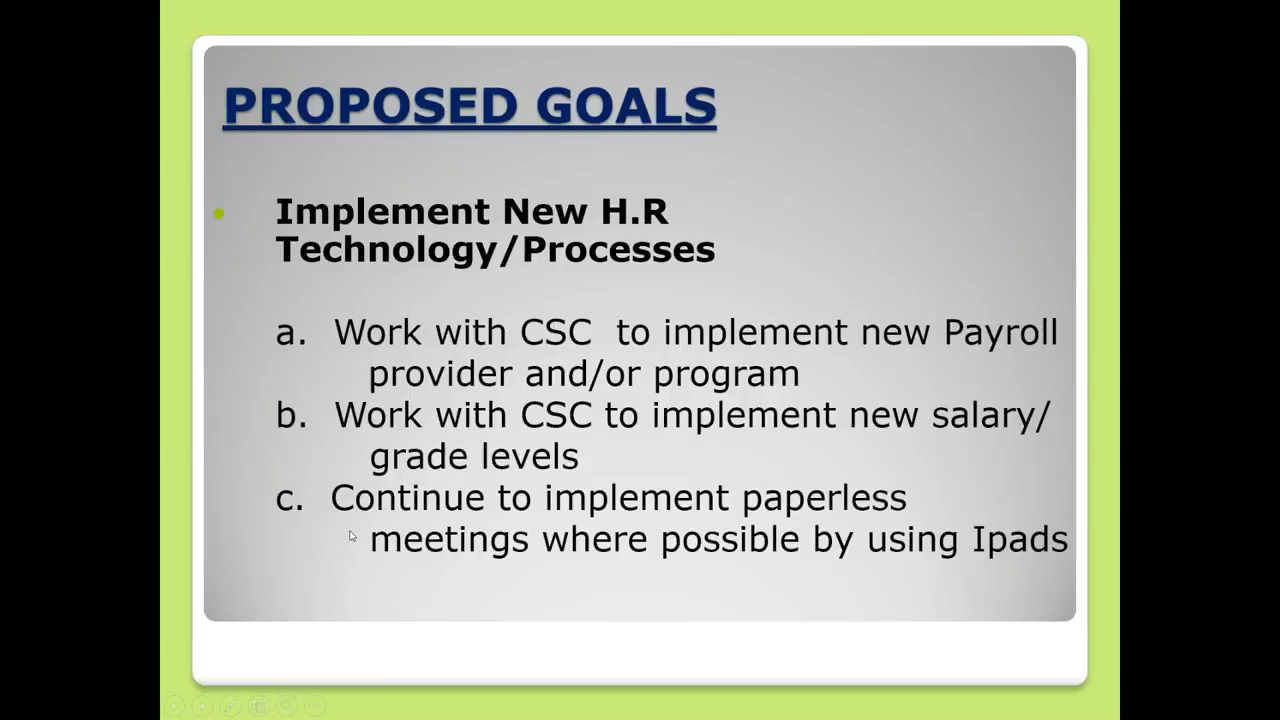 PROPOSED GOALS
Implement New H.R
Technology/Processes
a. Work with CSC  to implement new Payroll
provider and/or program
b. Work with CSC to implement new salary/
grade levels
c. Continue to implement paperless
meetings where possible by using Ipads